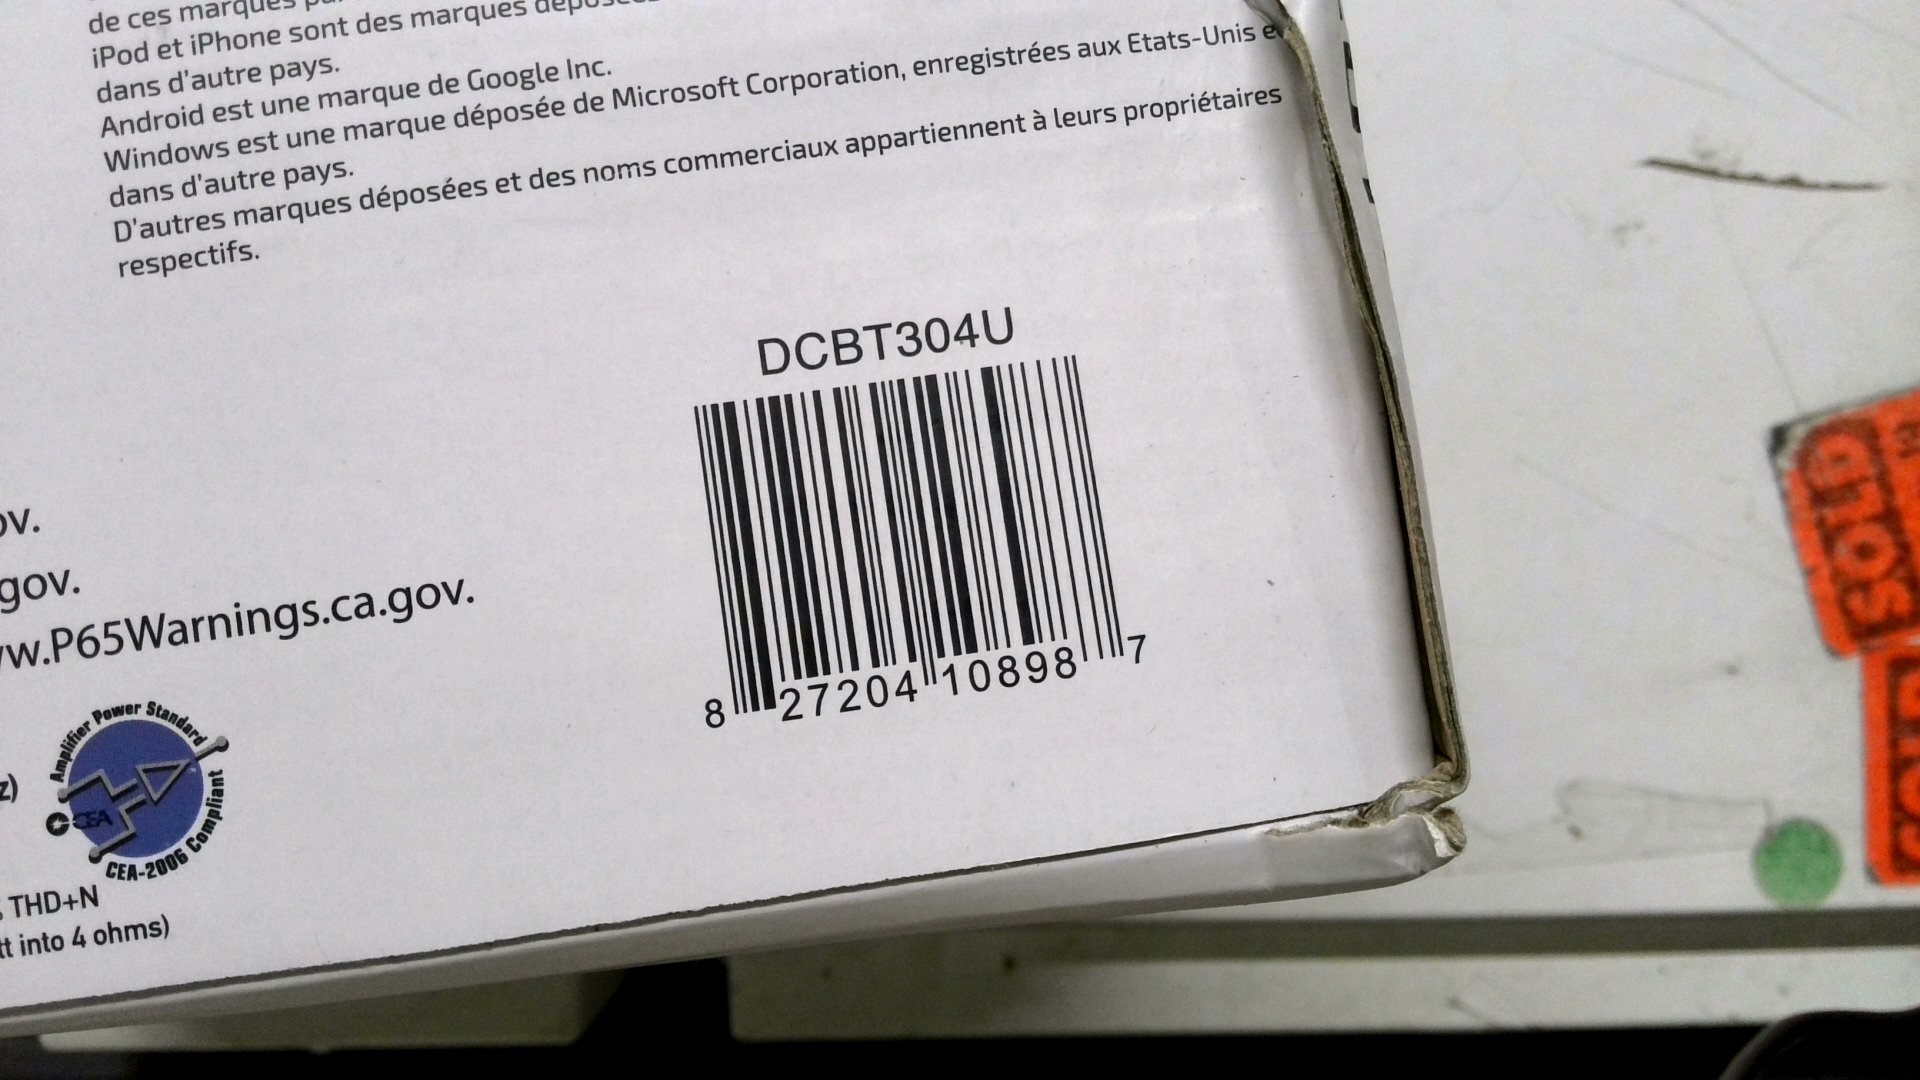 de ces marques
iPod et iPhone sont des marques
dans d'autre pays.
Android est une marque de Google Inc.
Windows est une marque déposée de Microsoft Corporation, enregistrées aux Etats-Unis
dans d'autre pays.
D'autres marques déposées et des noms commerciaux appartiennent à leurs propriétaires
respectifs.
DCBT304U
8 27204 10898 7
ov.
gov.
w.P65Warnings.ca.gov.
Amplifier Power Standard
CEA
CEA-2006 Compliant
z)
THD+N
tt into 4 ohms)
SOLD
SOLD